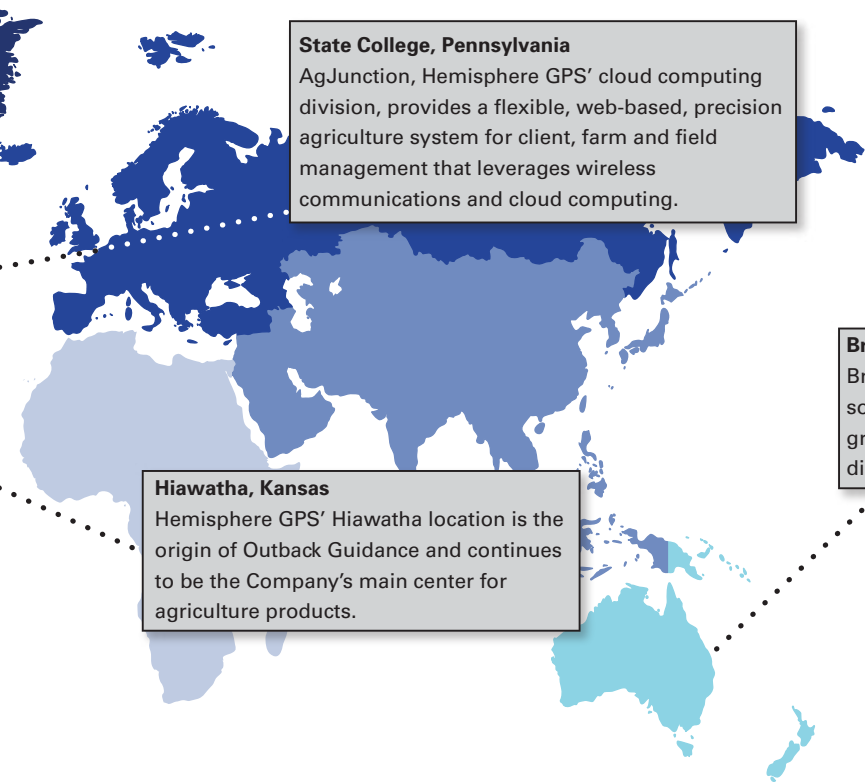 State College, Pennsylvania
AgJunction, Hemisphere GPS’ cloud computing
division, provides a flexible, web-based, precision
agriculture system for client, farm and field
management that leverages wireless
communications and cloud computing.
Hiawatha, Kansas
Hemisphere GPS’ Hiawatha location is the
origin of Outback Guidance and continues
to be the Company’s main center for
agriculture products.